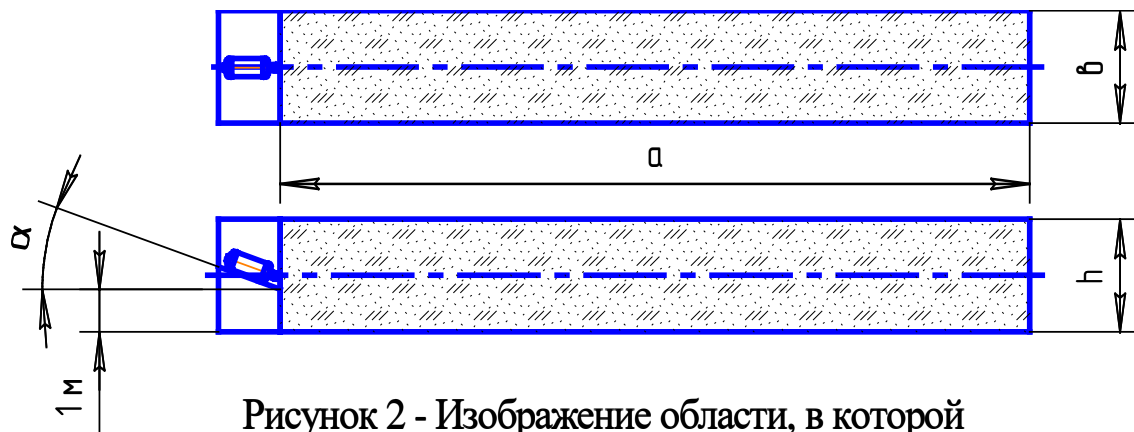 в
a
α
h
1 м
Рисунок 2 - Изображение области, в которой